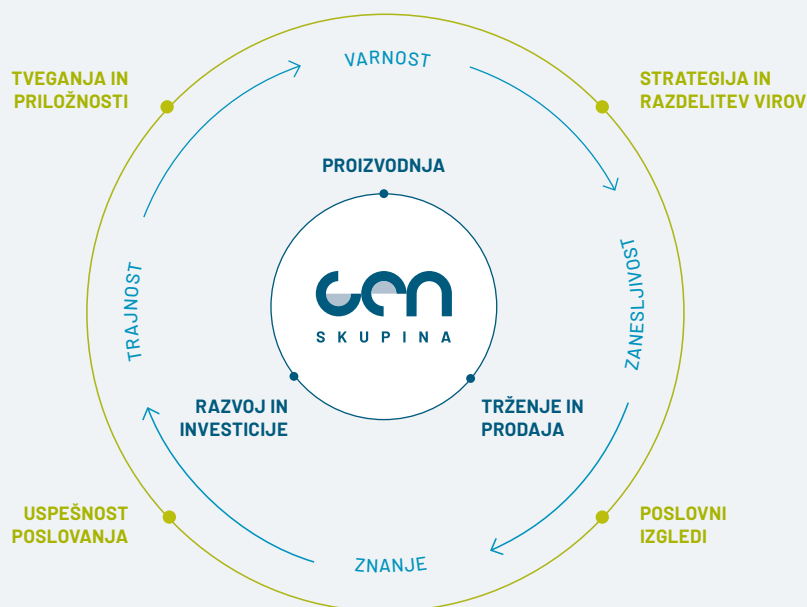 VARNOST
TVEGANJA IN
PRILOŽNOSTI
STRATEGIJA IN
RAZDELITEV VIROV
PROIZVODNJA
TRAJNOST
ZANESLJIVOST
gen
SKUPINA
RAZVOJ IN
INVESTICIJE
TRŽENJE IN
PRODAJA
USPEŠNOST
POSLOVANJA
POSLOVNI
IZGLEDI
ZNANJE